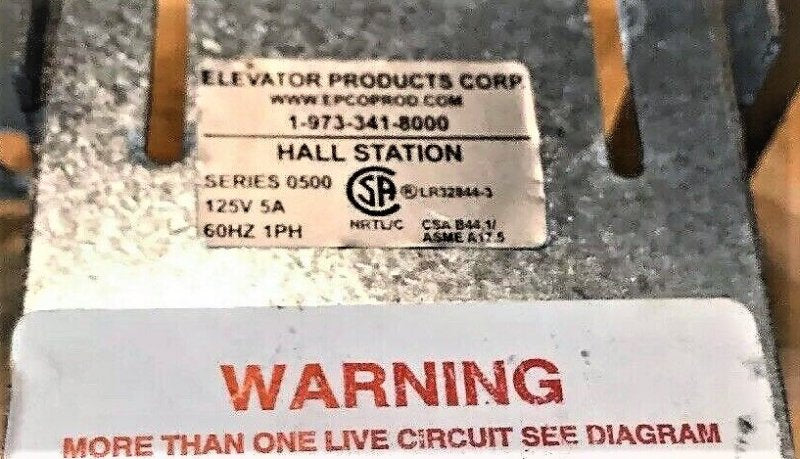 ELEVATOR PRODUCTS CORP.
WWW.EPCOPROD.COM
1-973-341-8000
HALL STATION
SERIES 0500
125V 5A
60HZ 1PH
SA ® LR32844-3
NRTL/C
CSA B44.1/
ASME A17.5
WARNING
MORE THAN ONE LIVE CIRCUIT SEE DIAGRAM